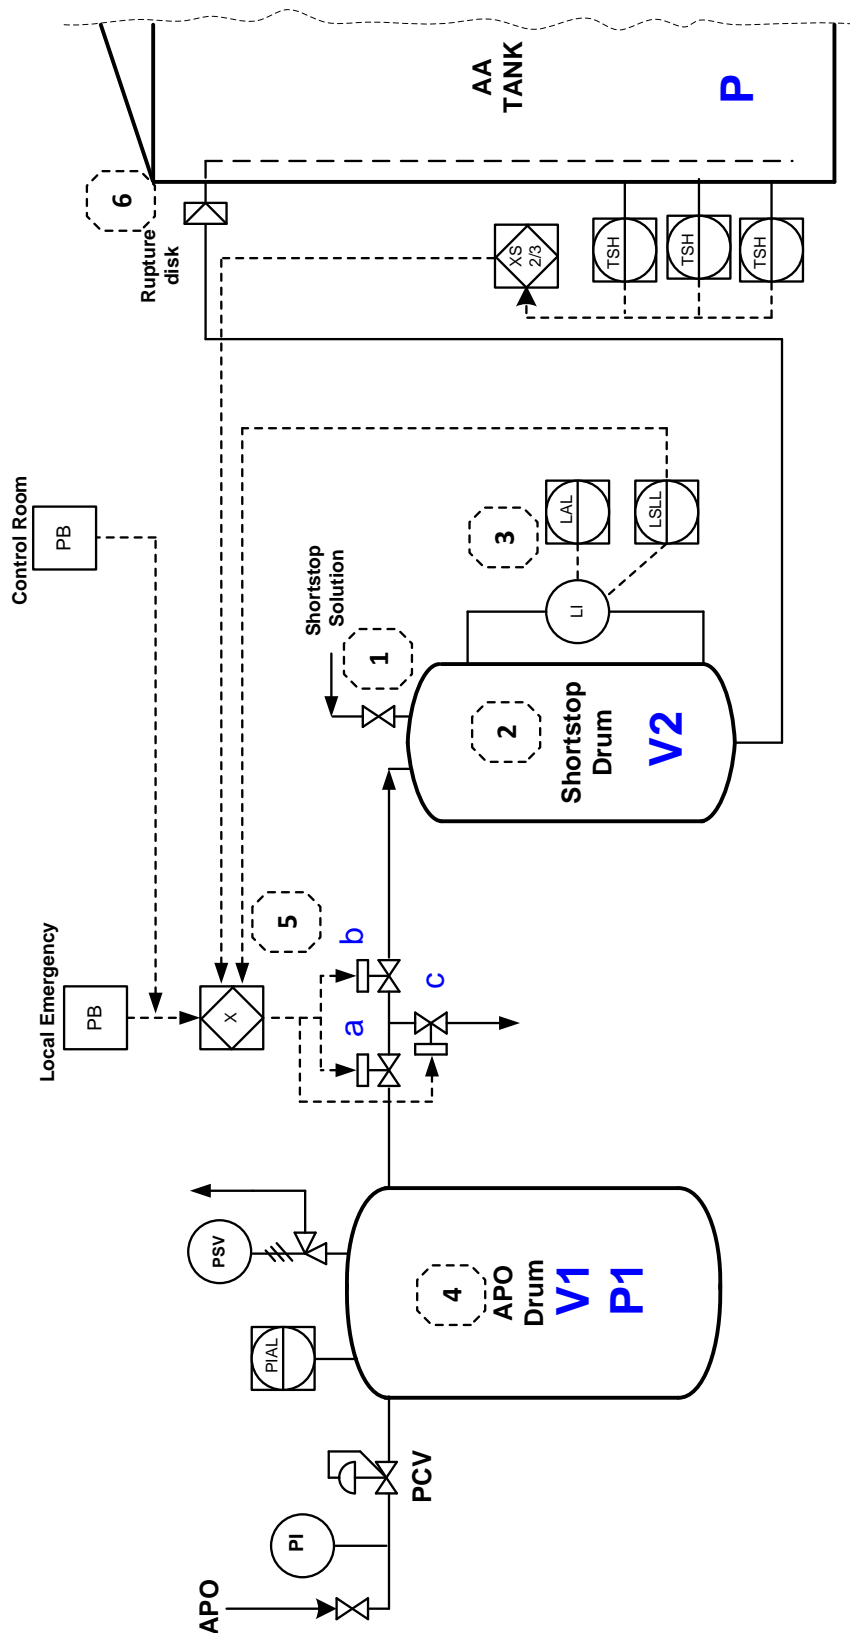 APO
PI
PCV
PIAL
PSV
4
APO
Drum
V1
P1
Local Emergency
PB
Control Room
PB
X
5
a
b
c
Shortstop
Solution
1
2
Shortstop
Drum
V2
3
LI
LAL
LSLL
6
Rupture
disk
XS
2/3
TSH
TSH
TSH
AA
TANK
P